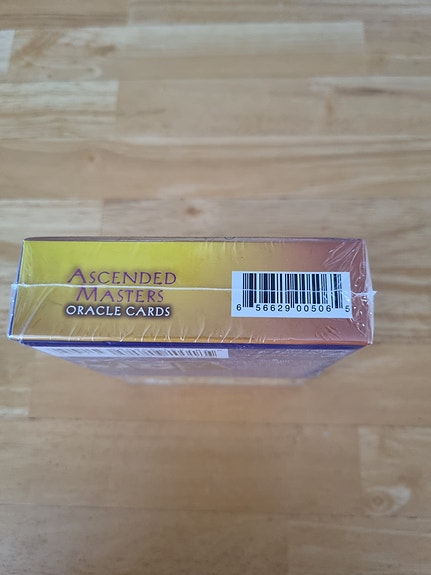 ASCENDED
MASTERS
ORACLE CARDS
6 56629 00506 5